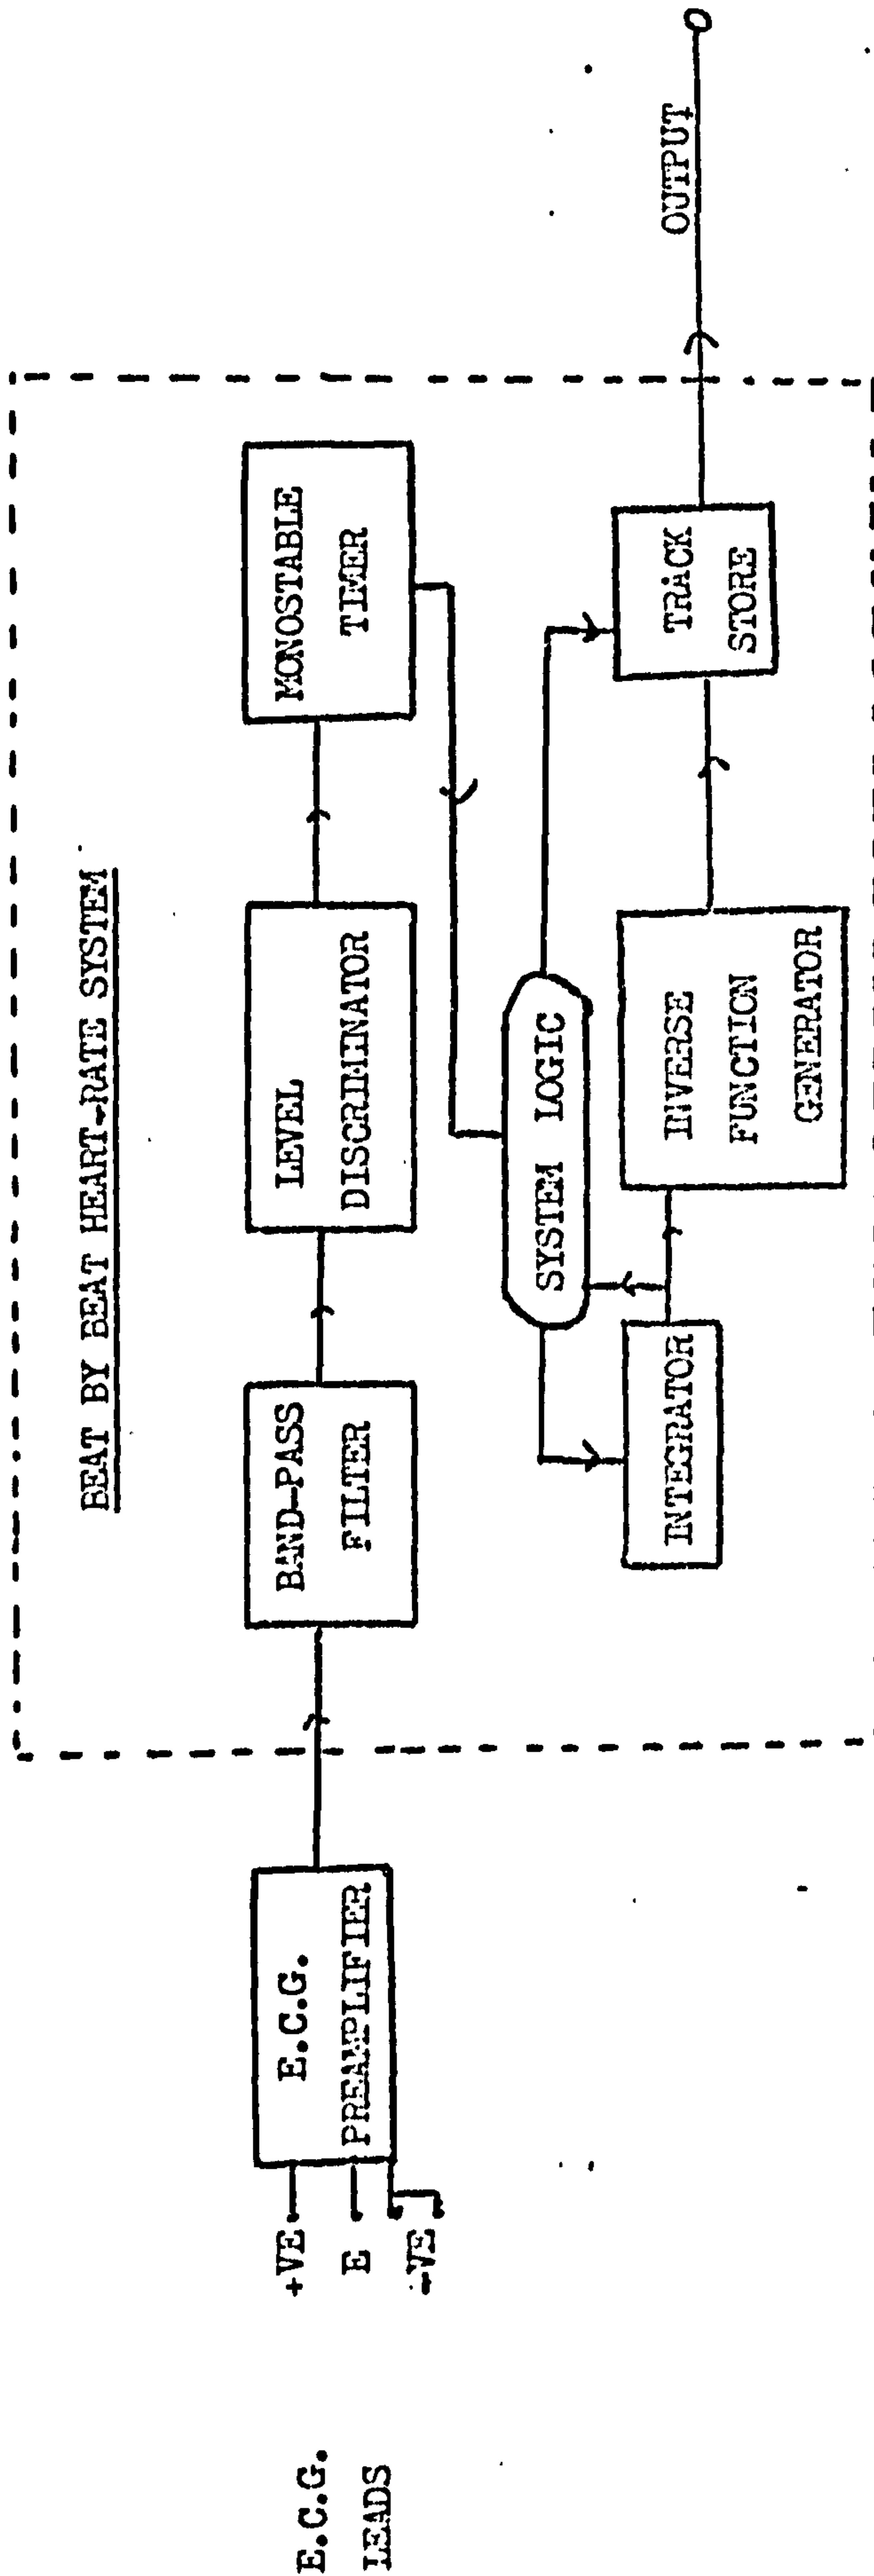 BEAT BY BEAT HEART-RATE SYSTEM
E.C.G.
LEADS
+VE
E
-VE
E.C.G.
PREAMPLIFIER
BAND-PASS
FILTER
LEVEL
DISCRIMINATOR
MONOSTABLE
TIMER
SYSTEM LOGIC
INTEGRATOR
INVERSE
FUNCTION
GENERATOR
TRACK
STORE
OUTPUT